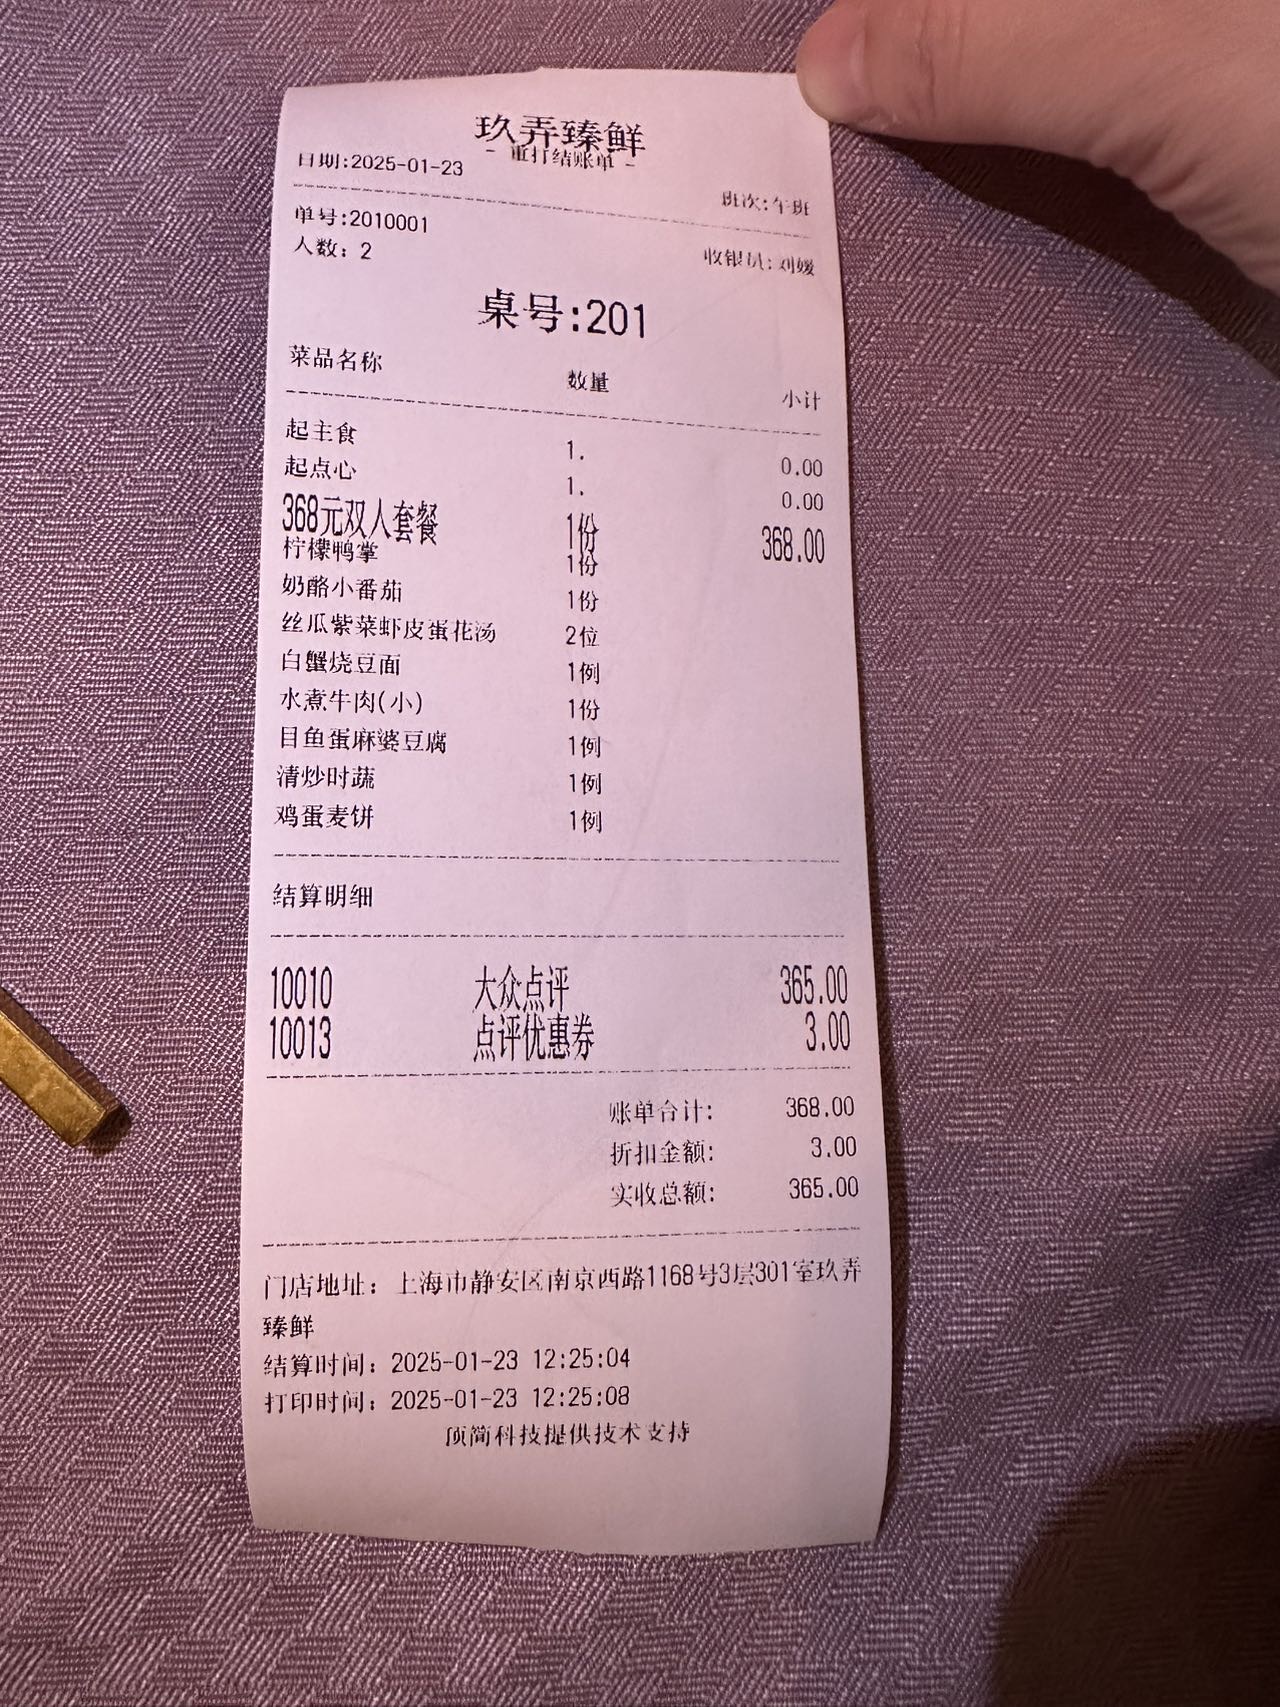 玖弄臻鲜
- 重打结账单 -
日期:2025-01-23
班次:午班
单号:2010001
人数: 2
收银员:刘媛
桌号:201
菜品名称 数量 小计
起主食 1. 0.00
起点心 1. 0.00
368元双人套餐 1份 368.00
柠檬鸭掌 1份
奶酪小番茄 1份
丝瓜紫菜虾皮蛋花汤 2位
白蟹烧豆面 1例
水煮牛肉(小) 1份
目鱼蛋麻婆豆腐 1例
清炒时蔬 1例
鸡蛋麦饼 1例
结算明细
10010 大众点评 365.00
10013 点评优惠券 3.00
账单合计: 368.00
折扣金额: 3.00
实收总额: 365.00
门店地址: 上海市静安区南京西路1168号3层301室玖弄
臻鲜
结算时间: 2025-01-23 12:25:04
打印时间: 2025-01-23 12:25:08
顶简科技提供技术支持